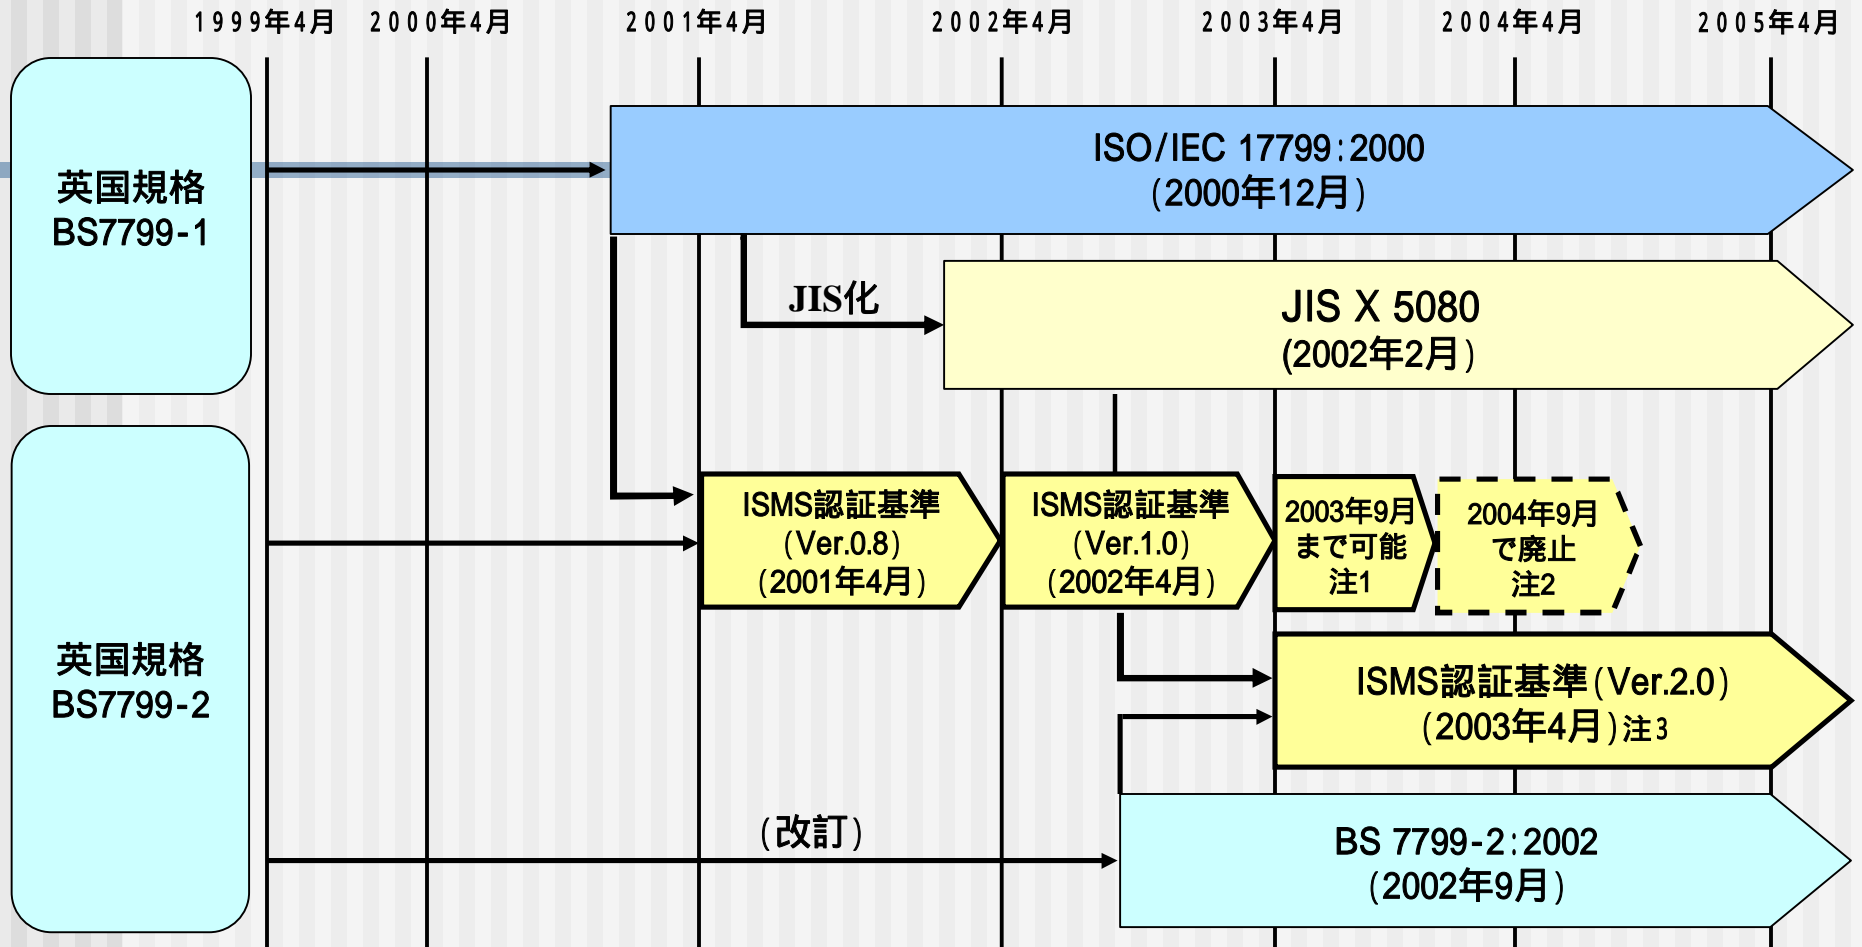 1999年4月 2000年4月 2001年4月 2002年4月 2003年4月 2004年4月 2005年4月
英国規格
BS7799-1
ISO/IEC 17799:2000
(2000年12月)
JIS化
JIS X 5080
(2002年2月)
英国規格
BS7799-2
ISMS認証基準
(Ver.0.8)
(2001年4月)
ISMS認証基準
(Ver.1.0)
(2002年4月)
2003年9月
まで可能
注1
2004年9月
で廃止
注2
ISMS認証基準(Ver.2.0)
(2003年4月)注3
(改訂)
BS 7799-2:2002
(2002年9月)